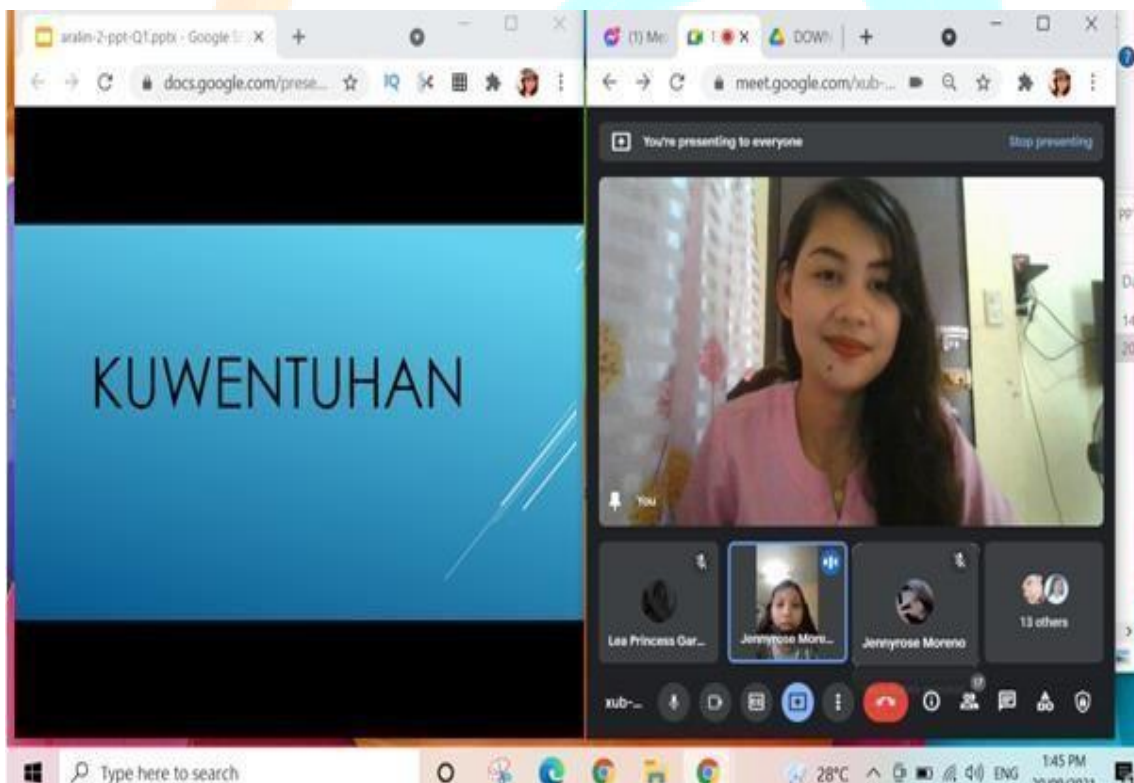 aralin-2-ppt-Q1.pptx - Google
docs.google.com/prese...
KUWENTUHAN
(1) Me
DOWN
meet.google.com/xub-...
You're presenting to everyone
Stop presenting
You
Lea Princess Gar...
Jennyrose More...
Jennyrose Moreno
13 others
xub-...
17
Type here to search
28°C
ENG
1:45 PM